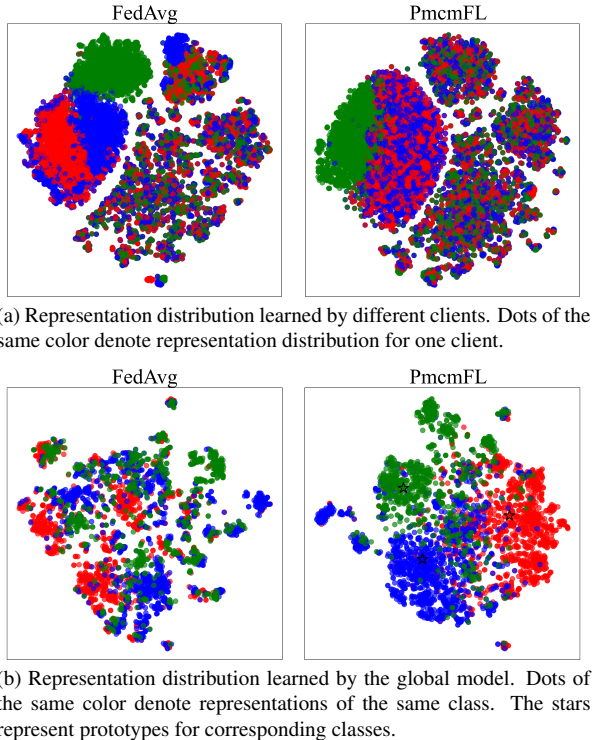 FedAvg PmcmFL
(a) Representation distribution learned by different clients. Dots of the
same color denote representation distribution for one client.
FedAvg PmcmFL
(b) Representation distribution learned by the global model. Dots of
the same color denote representations of the same class. The stars
represent prototypes for corresponding classes.